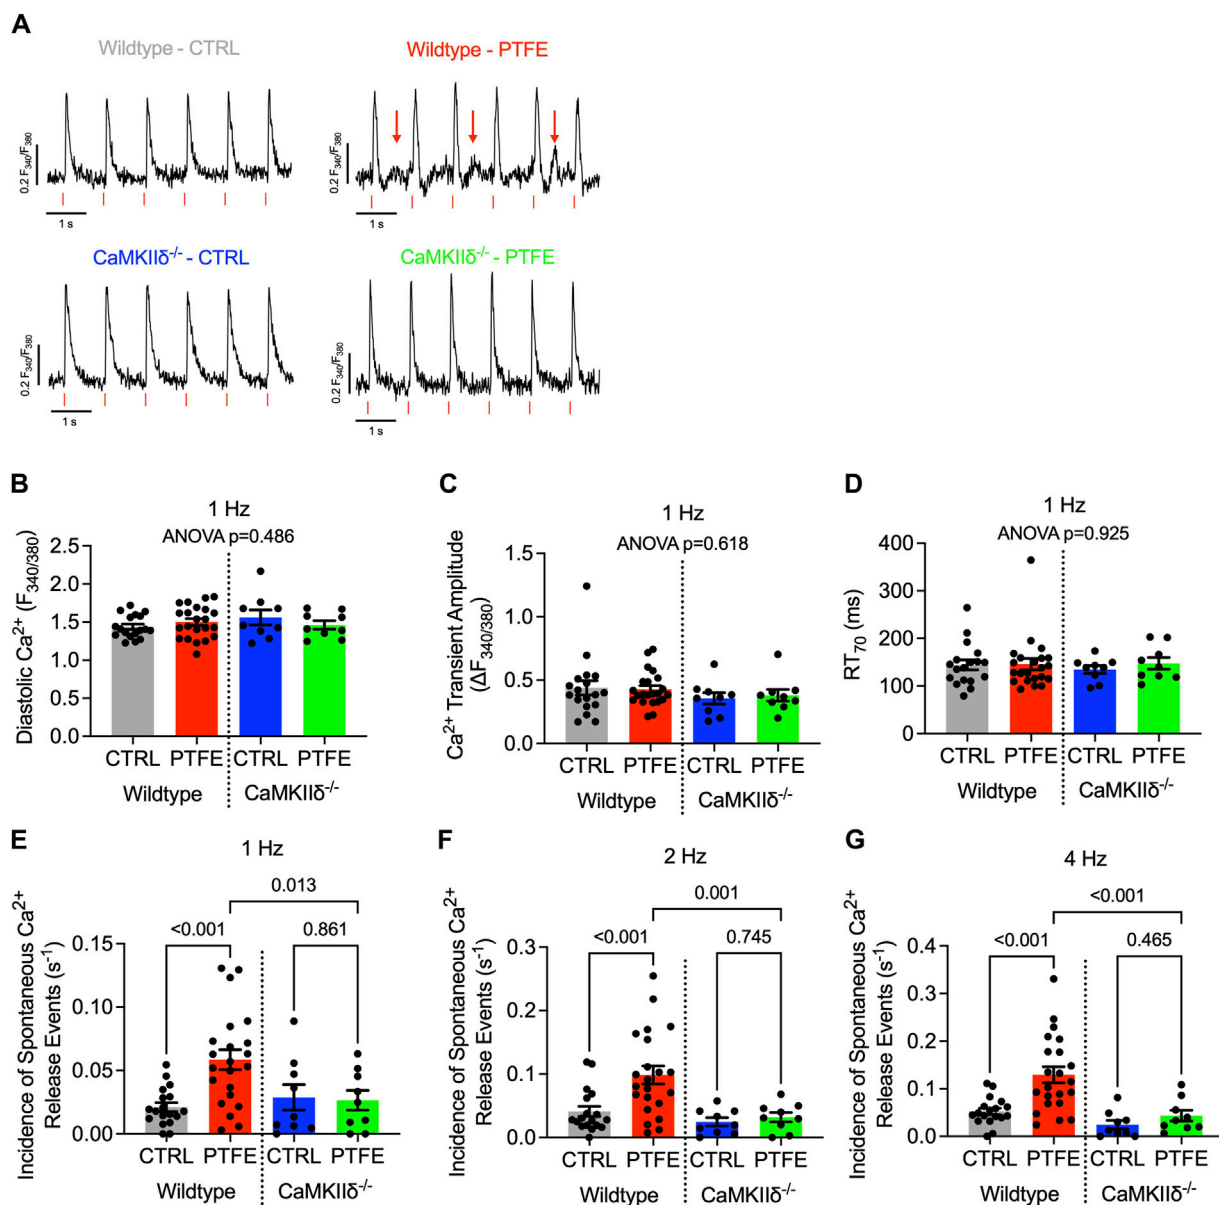 A
Wildtype - CTRL
Wildtype - PTFE
0.2 F340/F380
1 s
0.2 F340/F380
1 s
CaMKIIδ-/- - CTRL
CaMKIIδ-/- - PTFE
0.2 F340/F380
1 s
0.2 F340/F380
1 s
B
1 Hz
ANOVA p=0.486
Diastolic Ca2+ (F340/380)
2.5
2.0
1.5
1.0
0.5
0.0
CTRL PTFE CTRL PTFE
Wildtype CaMKIIδ-/-
C
1 Hz
ANOVA p=0.618
Ca2+ Transient Amplitude
(ΔF340/380)
1.5
1.0
0.5
0.0
CTRL PTFE CTRL PTFE
Wildtype CaMKIIδ-/-
D
1 Hz
ANOVA p=0.925
RT70 (ms)
400
300
200
100
0
CTRL PTFE CTRL PTFE
Wildtype CaMKIIδ-/-
E
1 Hz
0.013
<0.001 0.861
Incidence of Spontaneous Ca2+
Release Events (s-1)
0.15
0.10
0.05
0.00
CTRL PTFE CTRL PTFE
Wildtype CaMKIIδ-/-
F
2 Hz
0.001
<0.001 0.745
Incidence of Spontaneous Ca2+
Release Events (s-1)
0.3
0.2
0.1
0.0
CTRL PTFE CTRL PTFE
Wildtype CaMKIIδ-/-
G
4 Hz
<0.001
<0.001 0.465
Incidence of Spontaneous Ca2+
Release Events (s-1)
0.4
0.3
0.2
0.1
0.0
CTRL PTFE CTRL PTFE
Wildtype CaMKIIδ-/-